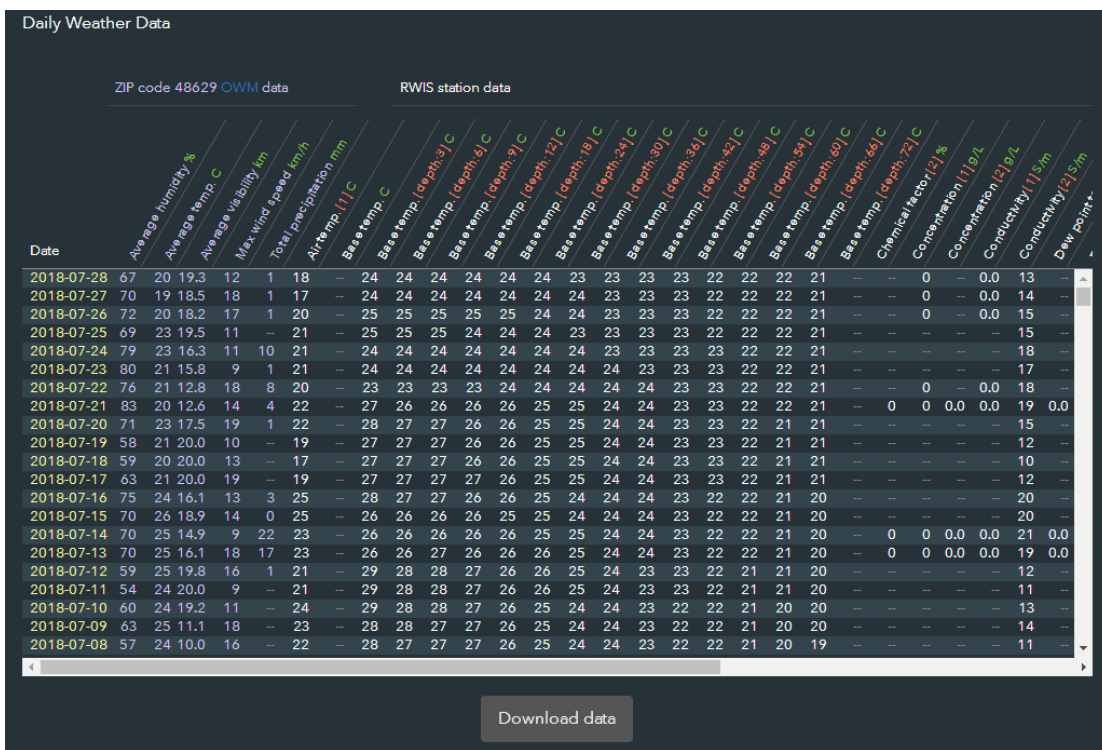 Daily Weather Data
ZIP code 48629 OWM data
RWIS station data
Date
Average humidity %
Average temp. C
Average visibility km
Max wind speed km/h
Total precipitation mm
Air temp. [1] C
Base temp. C
Base temp. [depth:3] C
Base temp. [depth:6] C
Base temp. [depth:9] C
Base temp. [depth:12] C
Base temp. [depth:18] C
Base temp. [depth:24] C
Base temp. [depth:30] C
Base temp. [depth:36] C
Base temp. [depth:42] C
Base temp. [depth:48] C
Base temp. [depth:54] C
Base temp. [depth:60] C
Base temp. [depth:66] C
Base temp. [depth:72] C
Chemical factor [2] %
Concentration [1] g/L
Concentration [2] g/L
Conductivity [1] S/m
Conductivity [2] S/m
Dew point
2018-07-28 67 20 19.3 12 1 18 -- 24 24 24 24 24 24 23 23 23 23 22 22 22 21 -- -- 0 -- 0.0 13 --
2018-07-27 70 19 18.5 18 1 17 -- 24 24 24 24 24 24 24 23 23 23 22 22 22 21 -- -- 0 -- 0.0 14 --
2018-07-26 72 20 18.2 17 1 20 -- 25 25 25 25 25 24 24 23 23 23 22 22 22 21 -- -- 0 -- 0.0 15 --
2018-07-25 69 23 19.5 11 -- 21 -- 25 25 25 24 24 24 23 23 23 23 22 22 22 21 -- -- -- -- -- 15 --
2018-07-24 79 23 16.3 11 10 21 -- 24 24 24 24 24 24 24 23 23 23 22 22 22 21 -- -- -- -- -- 18 --
2018-07-23 80 21 15.8 9 1 21 -- 24 24 24 24 24 24 24 24 23 23 22 22 22 21 -- -- -- -- -- 17 --
2018-07-22 76 21 12.8 18 8 20 -- 23 23 23 23 24 24 24 24 24 23 23 22 22 21 -- -- 0 -- 0.0 18 --
2018-07-21 83 20 12.6 14 4 22 -- 27 26 26 26 26 25 25 24 24 23 23 22 22 21 -- 0 0 0.0 0.0 19 0.0
2018-07-20 71 23 17.5 19 1 22 -- 28 27 27 26 26 25 25 24 24 23 23 22 21 21 -- -- -- -- -- 15 --
2018-07-19 58 21 20.0 10 -- 19 -- 27 27 27 26 26 25 25 24 24 23 23 22 21 21 -- -- -- -- -- 12 --
2018-07-18 59 20 20.0 13 -- 17 -- 27 27 27 26 26 25 25 24 24 23 23 22 21 21 -- -- -- -- -- 10 --
2018-07-17 63 21 20.0 19 -- 19 -- 27 27 27 27 26 25 25 24 24 23 23 22 21 21 -- -- -- -- -- 12 --
2018-07-16 75 24 16.1 13 3 25 -- 28 27 27 26 26 25 25 24 24 23 22 22 21 20 -- -- -- -- -- 20 --
2018-07-15 70 26 18.9 14 0 25 -- 26 26 26 26 25 25 24 24 24 23 22 22 21 20 -- -- -- -- -- 20 --
2018-07-14 70 25 14.9 9 22 23 -- 26 26 26 26 26 25 24 24 23 23 22 22 21 20 -- 0 0 0.0 0.0 21 0.0
2018-07-13 70 25 16.1 18 17 23 -- 26 26 27 26 26 25 25 24 24 23 22 22 21 20 -- 0 0 0.0 0.0 19 0.0
2018-07-12 59 25 19.8 16 1 21 -- 29 28 28 27 26 26 25 24 23 23 22 21 21 20 -- -- -- -- -- 12 --
2018-07-11 54 24 20.0 9 -- 21 -- 29 28 28 27 26 25 25 24 23 23 22 21 21 20 -- -- -- -- -- 11 --
2018-07-10 60 24 19.2 11 -- 24 -- 29 28 28 27 26 25 24 24 23 22 22 21 20 20 -- -- -- -- -- 13 --
2018-07-09 63 25 11.1 18 -- 23 -- 28 28 27 27 26 25 24 24 23 22 22 21 20 20 -- -- -- -- -- 14 --
2018-07-08 57 24 10.0 16 -- 22 -- 28 27 27 27 26 25 24 24 23 22 22 21 20 19 -- -- -- -- -- 11 --
Download data